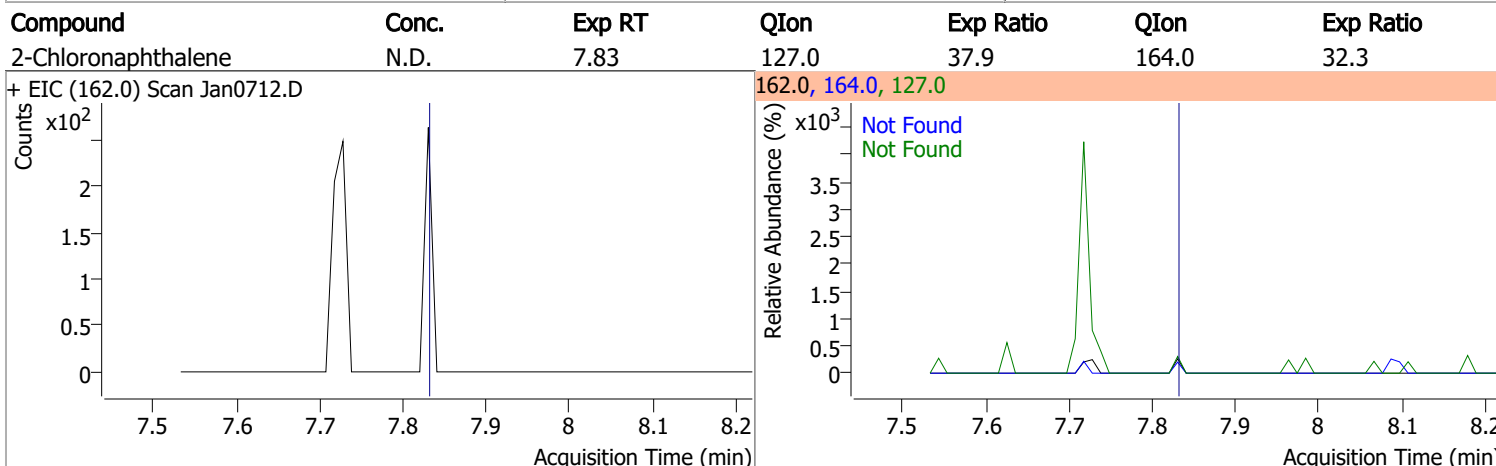 Compound Conc. Exp RT QIon Exp Ratio QIon Exp Ratio
2-Chloronaphthalene N.D. 7.83 127.0 37.9 164.0 32.3
+ EIC (162.0) Scan Jan0712.D
Counts
x10²
2
1.5
1
0.5
0
7.5 7.6 7.7 7.8 7.9 8 8.1 8.2
Acquisition Time (min)
162.0, 164.0, 127.0
Relative Abundance (%)
x10³
Not Found
Not Found
3.5
3
2.5
2
1.5
1
0.5
0
7.5 7.6 7.7 7.8 7.9 8 8.1 8.2
Acquisition Time (min)